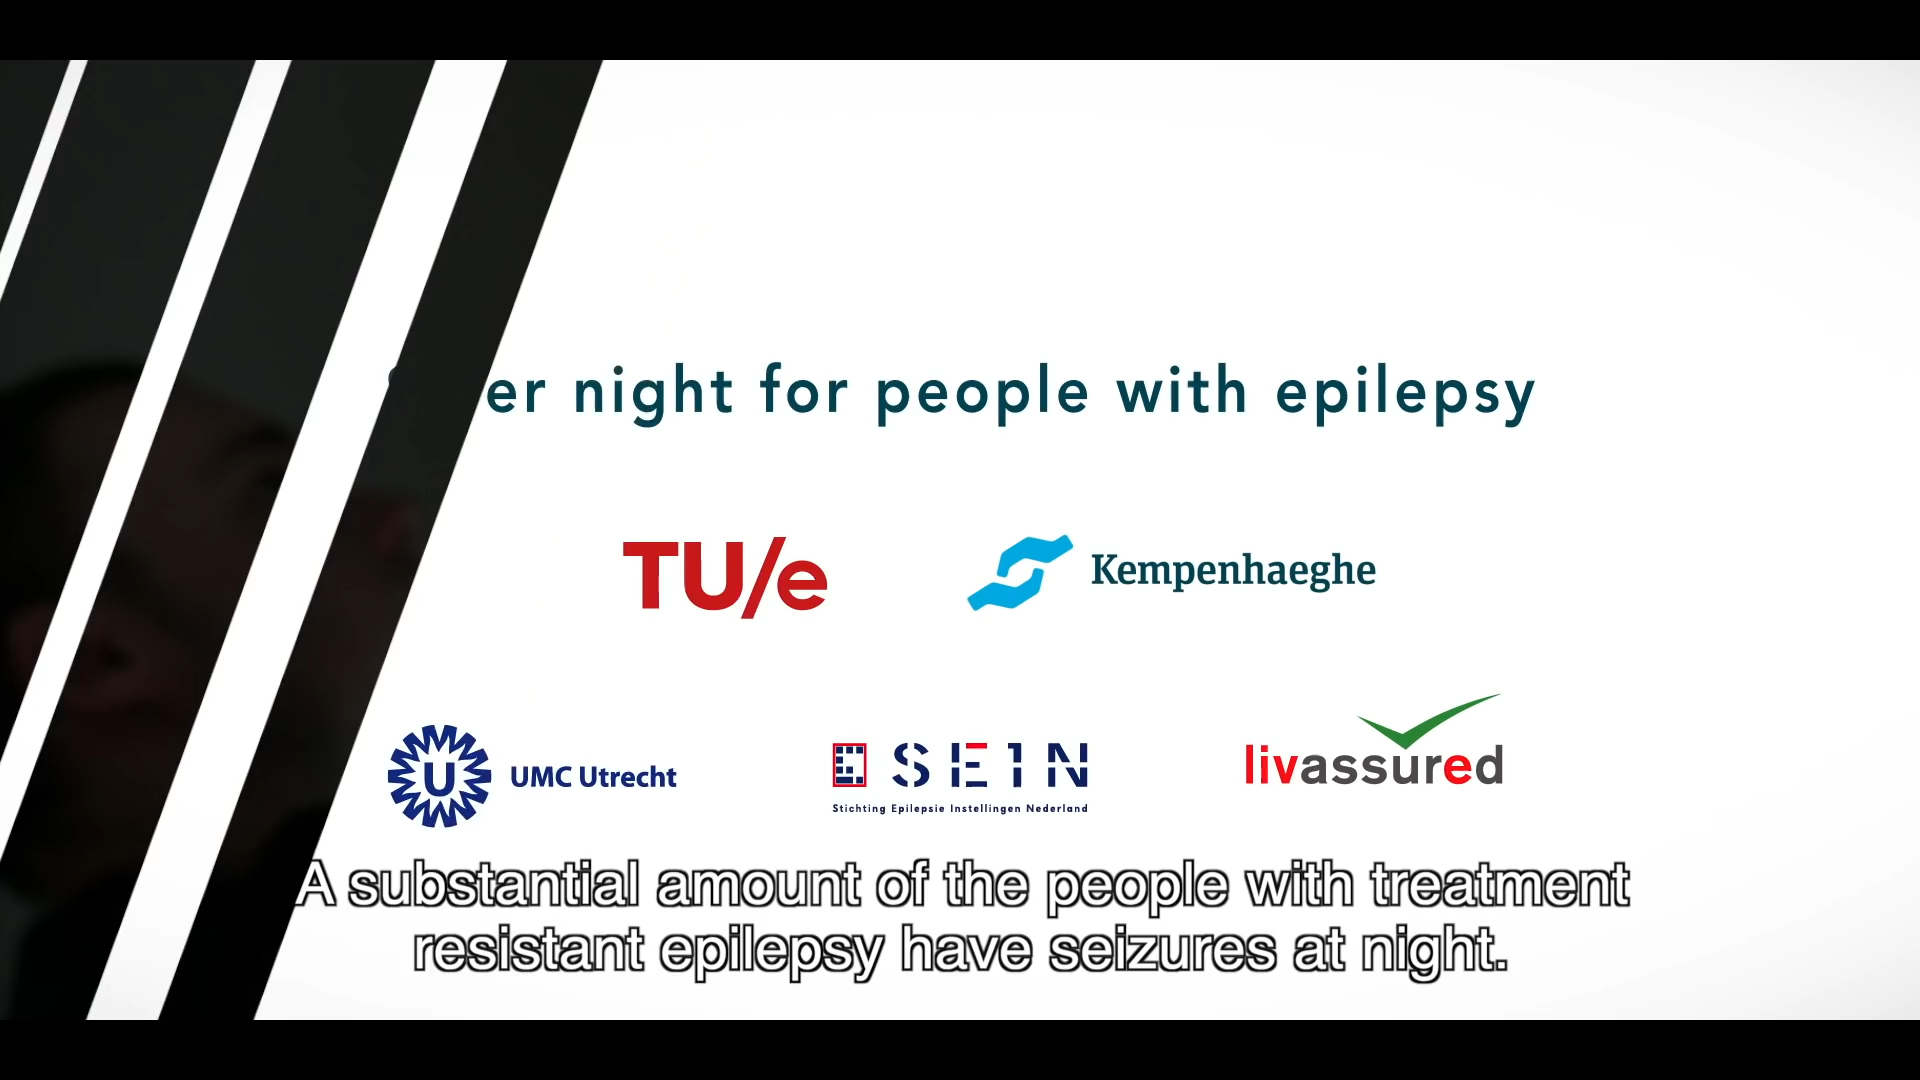 er night for people with epilepsy
TU/e
Kempenhaeghe
U UMC Utrecht
SEIN
Stichting Epilepsie Instellingen Nederland
livassured
A substantial amount of the people with treatment
resistant epilepsy have seizures at night.